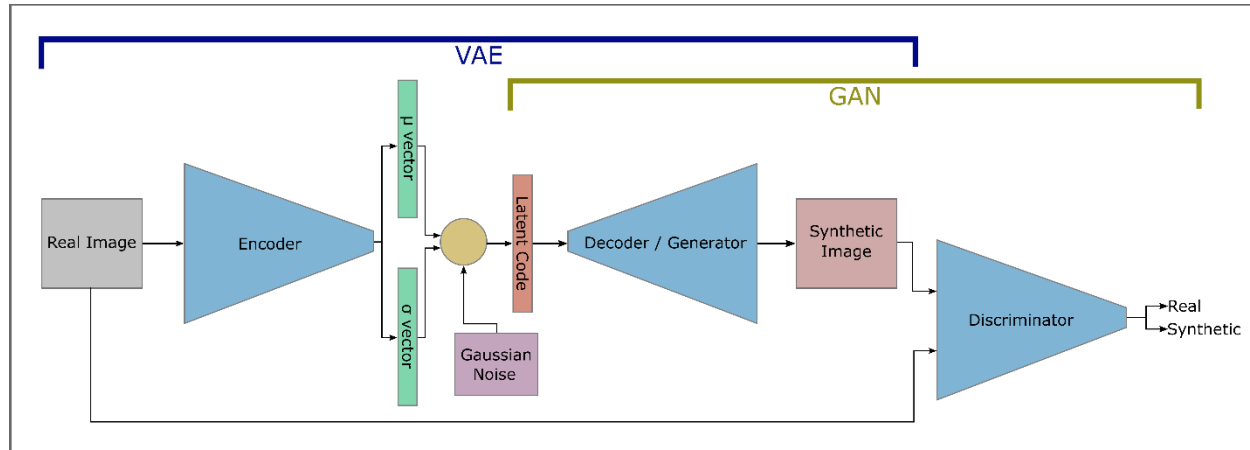 VAE
GAN
μ vector
Real Image
Encoder
Latent Code
Decoder / Generator
Synthetic
Image
σ vector
Gaussian
Noise
Discriminator
Real
Synthetic